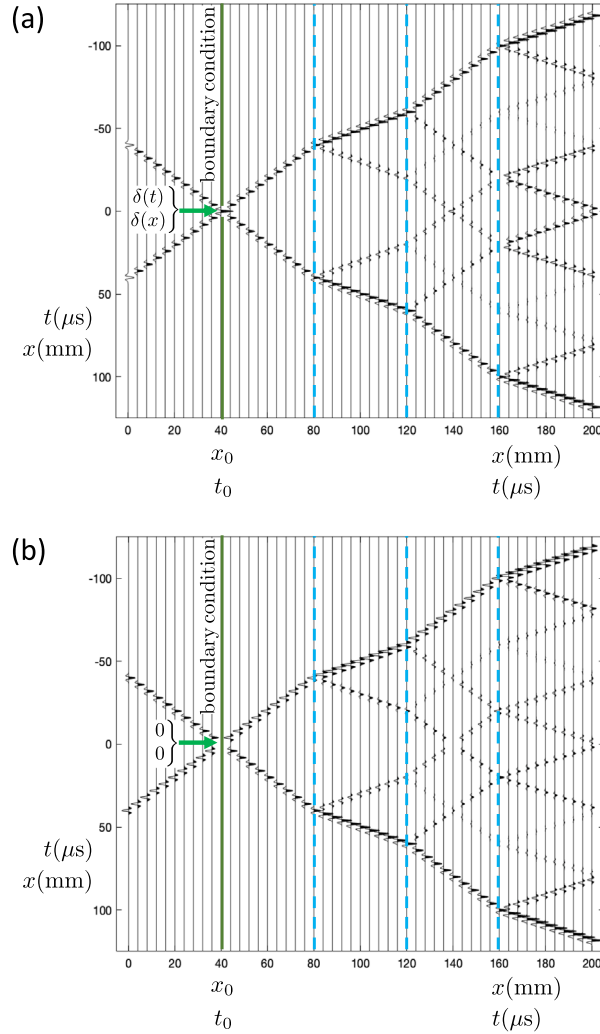 (a)
boundary condition
-100
-50
δ(t)
δ(x)
0
50
t(μs)
x(mm)
100
0 20 40 60 80 100 120 140 160 180 200
x₀ x(mm)
t₀ t(μs)
(b)
boundary condition
-100
-50
0
0
0
50
t(μs)
x(mm)
100
0 20 40 60 80 100 120 140 160 180 200
x₀ x(mm)
t₀ t(μs)